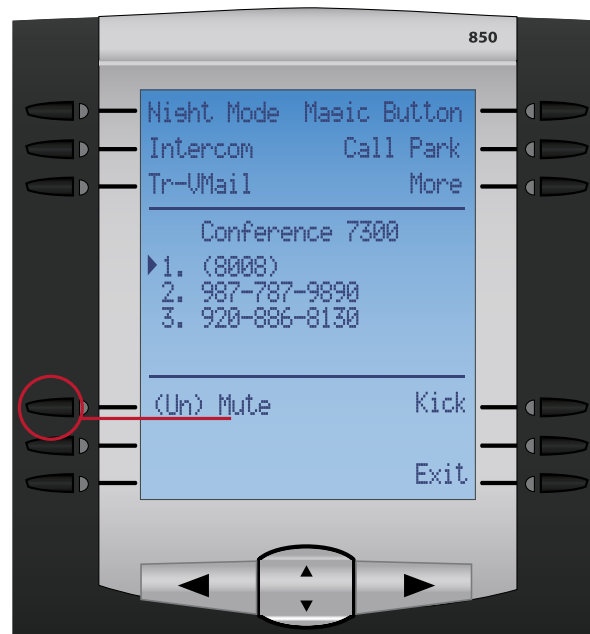 850
Night Mode Magic Button
Intercom Call Park
Tr-VMail More
Conference 7300
1. (8008)
2. 987-787-9890
3. 920-886-8130
(Un) Mute Kick
Exit